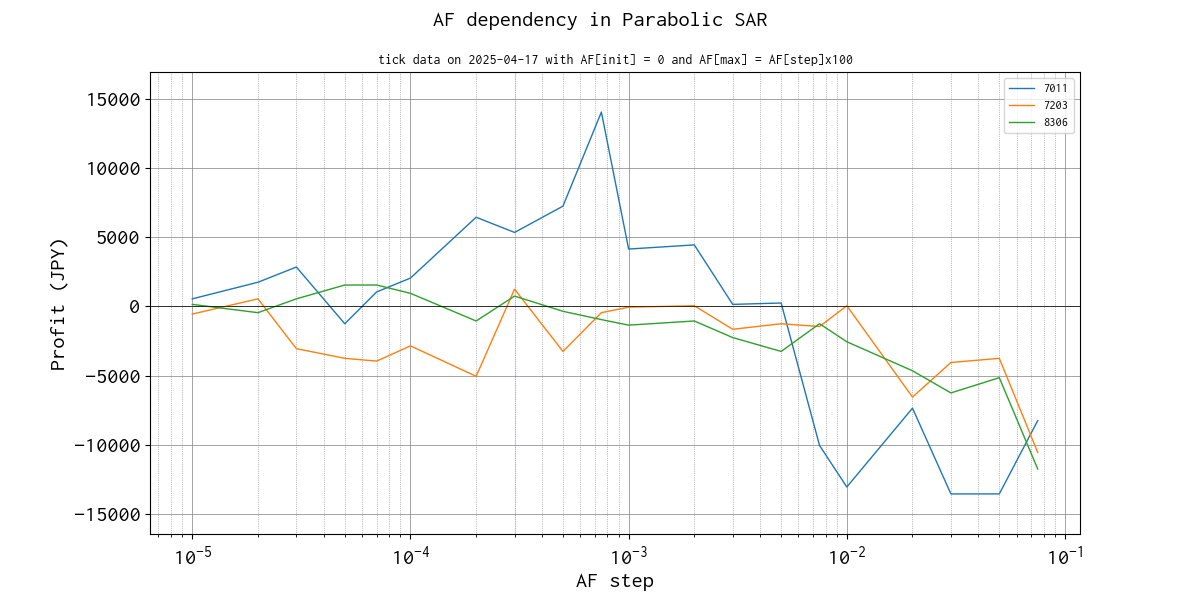 AF dependency in Parabolic SAR
tick data on 2025-04-17 with AF[init] = 0 and AF[max] = AF[step]x100
7011
7203
8306
Profit (JPY)
15000
10000
5000
0
−5000
−10000
−15000
10⁻⁵ 10⁻⁴ 10⁻³ 10⁻² 10⁻¹
AF step